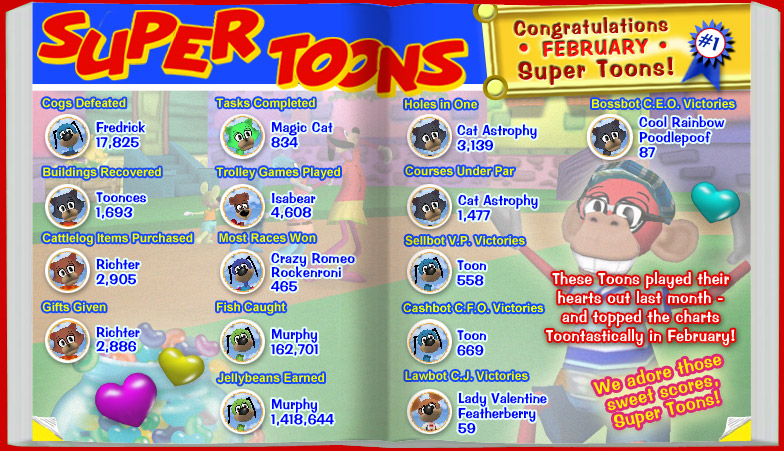 SUPER TOONS
Congratulations
• FEBRUARY •
Super Toons!
#1
Cogs Defeated
Fredrick
17,825
Buildings Recovered
Toonces
1,693
Cattlelog Items Purchased
Richter
2,905
Gifts Given
Richter
2,886
Tasks Completed
Magic Cat
834
Trolley Games Played
Isabear
4,608
Most Races Won
Crazy Romeo
Rockenroni
465
Fish Caught
Murphy
162,701
Jellybeans Earned
Murphy
1,418,644
Holes in One
Cat Astrophy
3,139
Courses Under Par
Cat Astrophy
1,477
Sellbot V.P. Victories
Toon
558
Cashbot C.F.O. Victories
Toon
669
Lawbot C.J. Victories
Lady Valentine
Featherberry
59
Bossbot C.E.O. Victories
Cool Rainbow
Poodlepoof
87
These Toons played their
hearts out last month -
and topped the charts
Toontastically in February!
We adore those
sweet scores,
Super Toons!